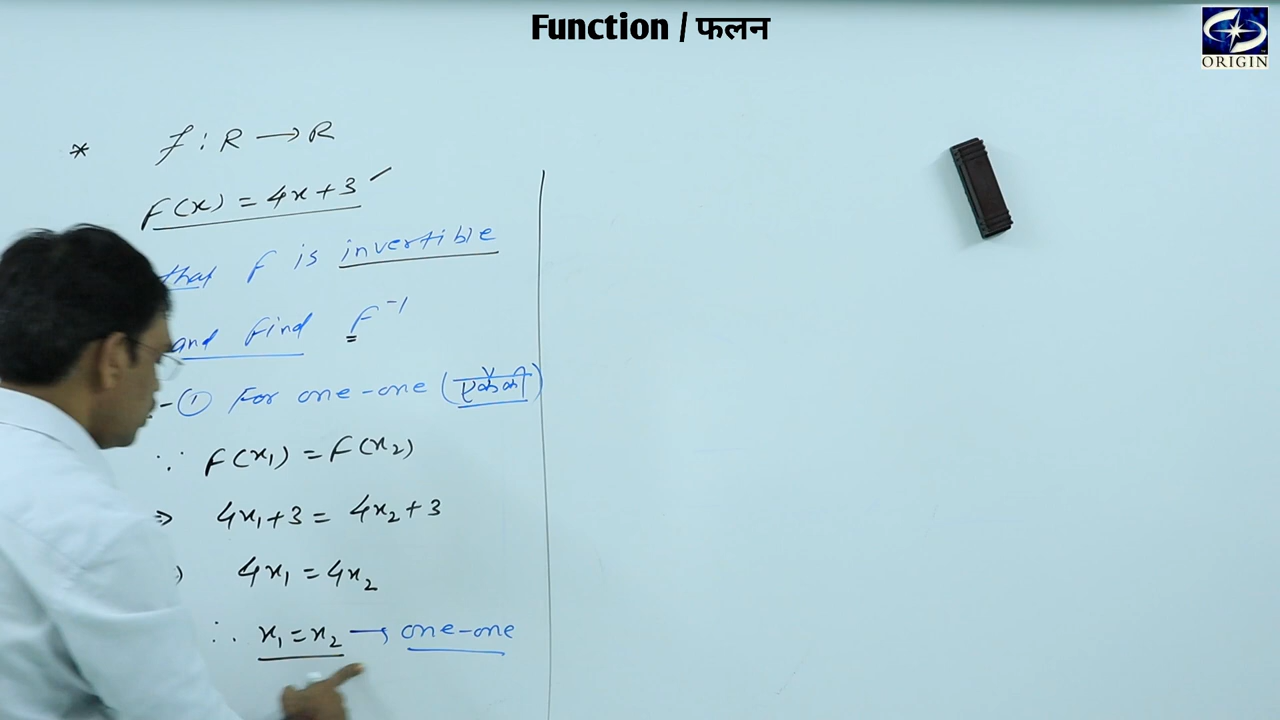 Function / फलन
ORIGIN
* f : R → R
F(x) = 4x+3 ✓
that f is invertible
and Find F⁻¹
- ① For one-one (एकैकी)
∵ F(x₁) = F(x₂)
⇒ 4x₁+3 = 4x₂+3
4x₁ = 4x₂
∴ x₁ = x₂ → one-one